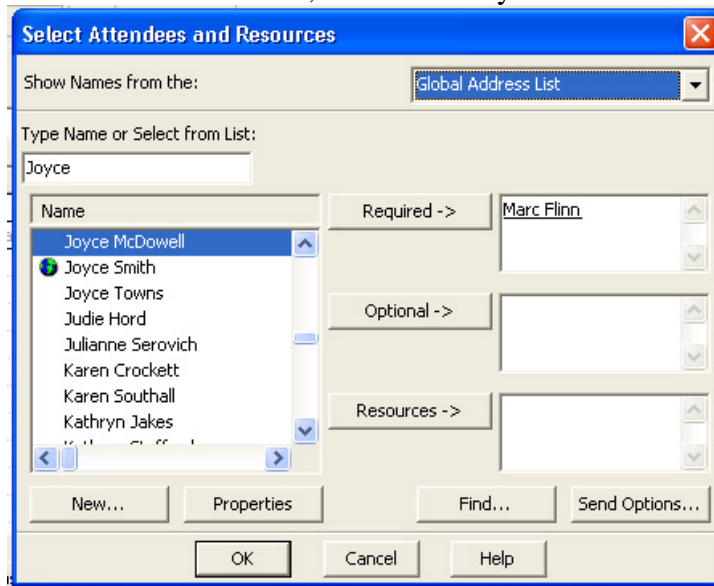 Select Attendees and Resources
Show Names from the:
Global Address List
Type Name or Select from List:
Joyce
Name
Joyce McDowell
Joyce Smith
Joyce Towns
Judie Hord
Julianne Serovich
Karen Crockett
Karen Southall
Kathryn Jakes
Required ->
Marc Flinn
Optional ->
Resources ->
New...
Properties
Find...
Send Options...
OK
Cancel
Help